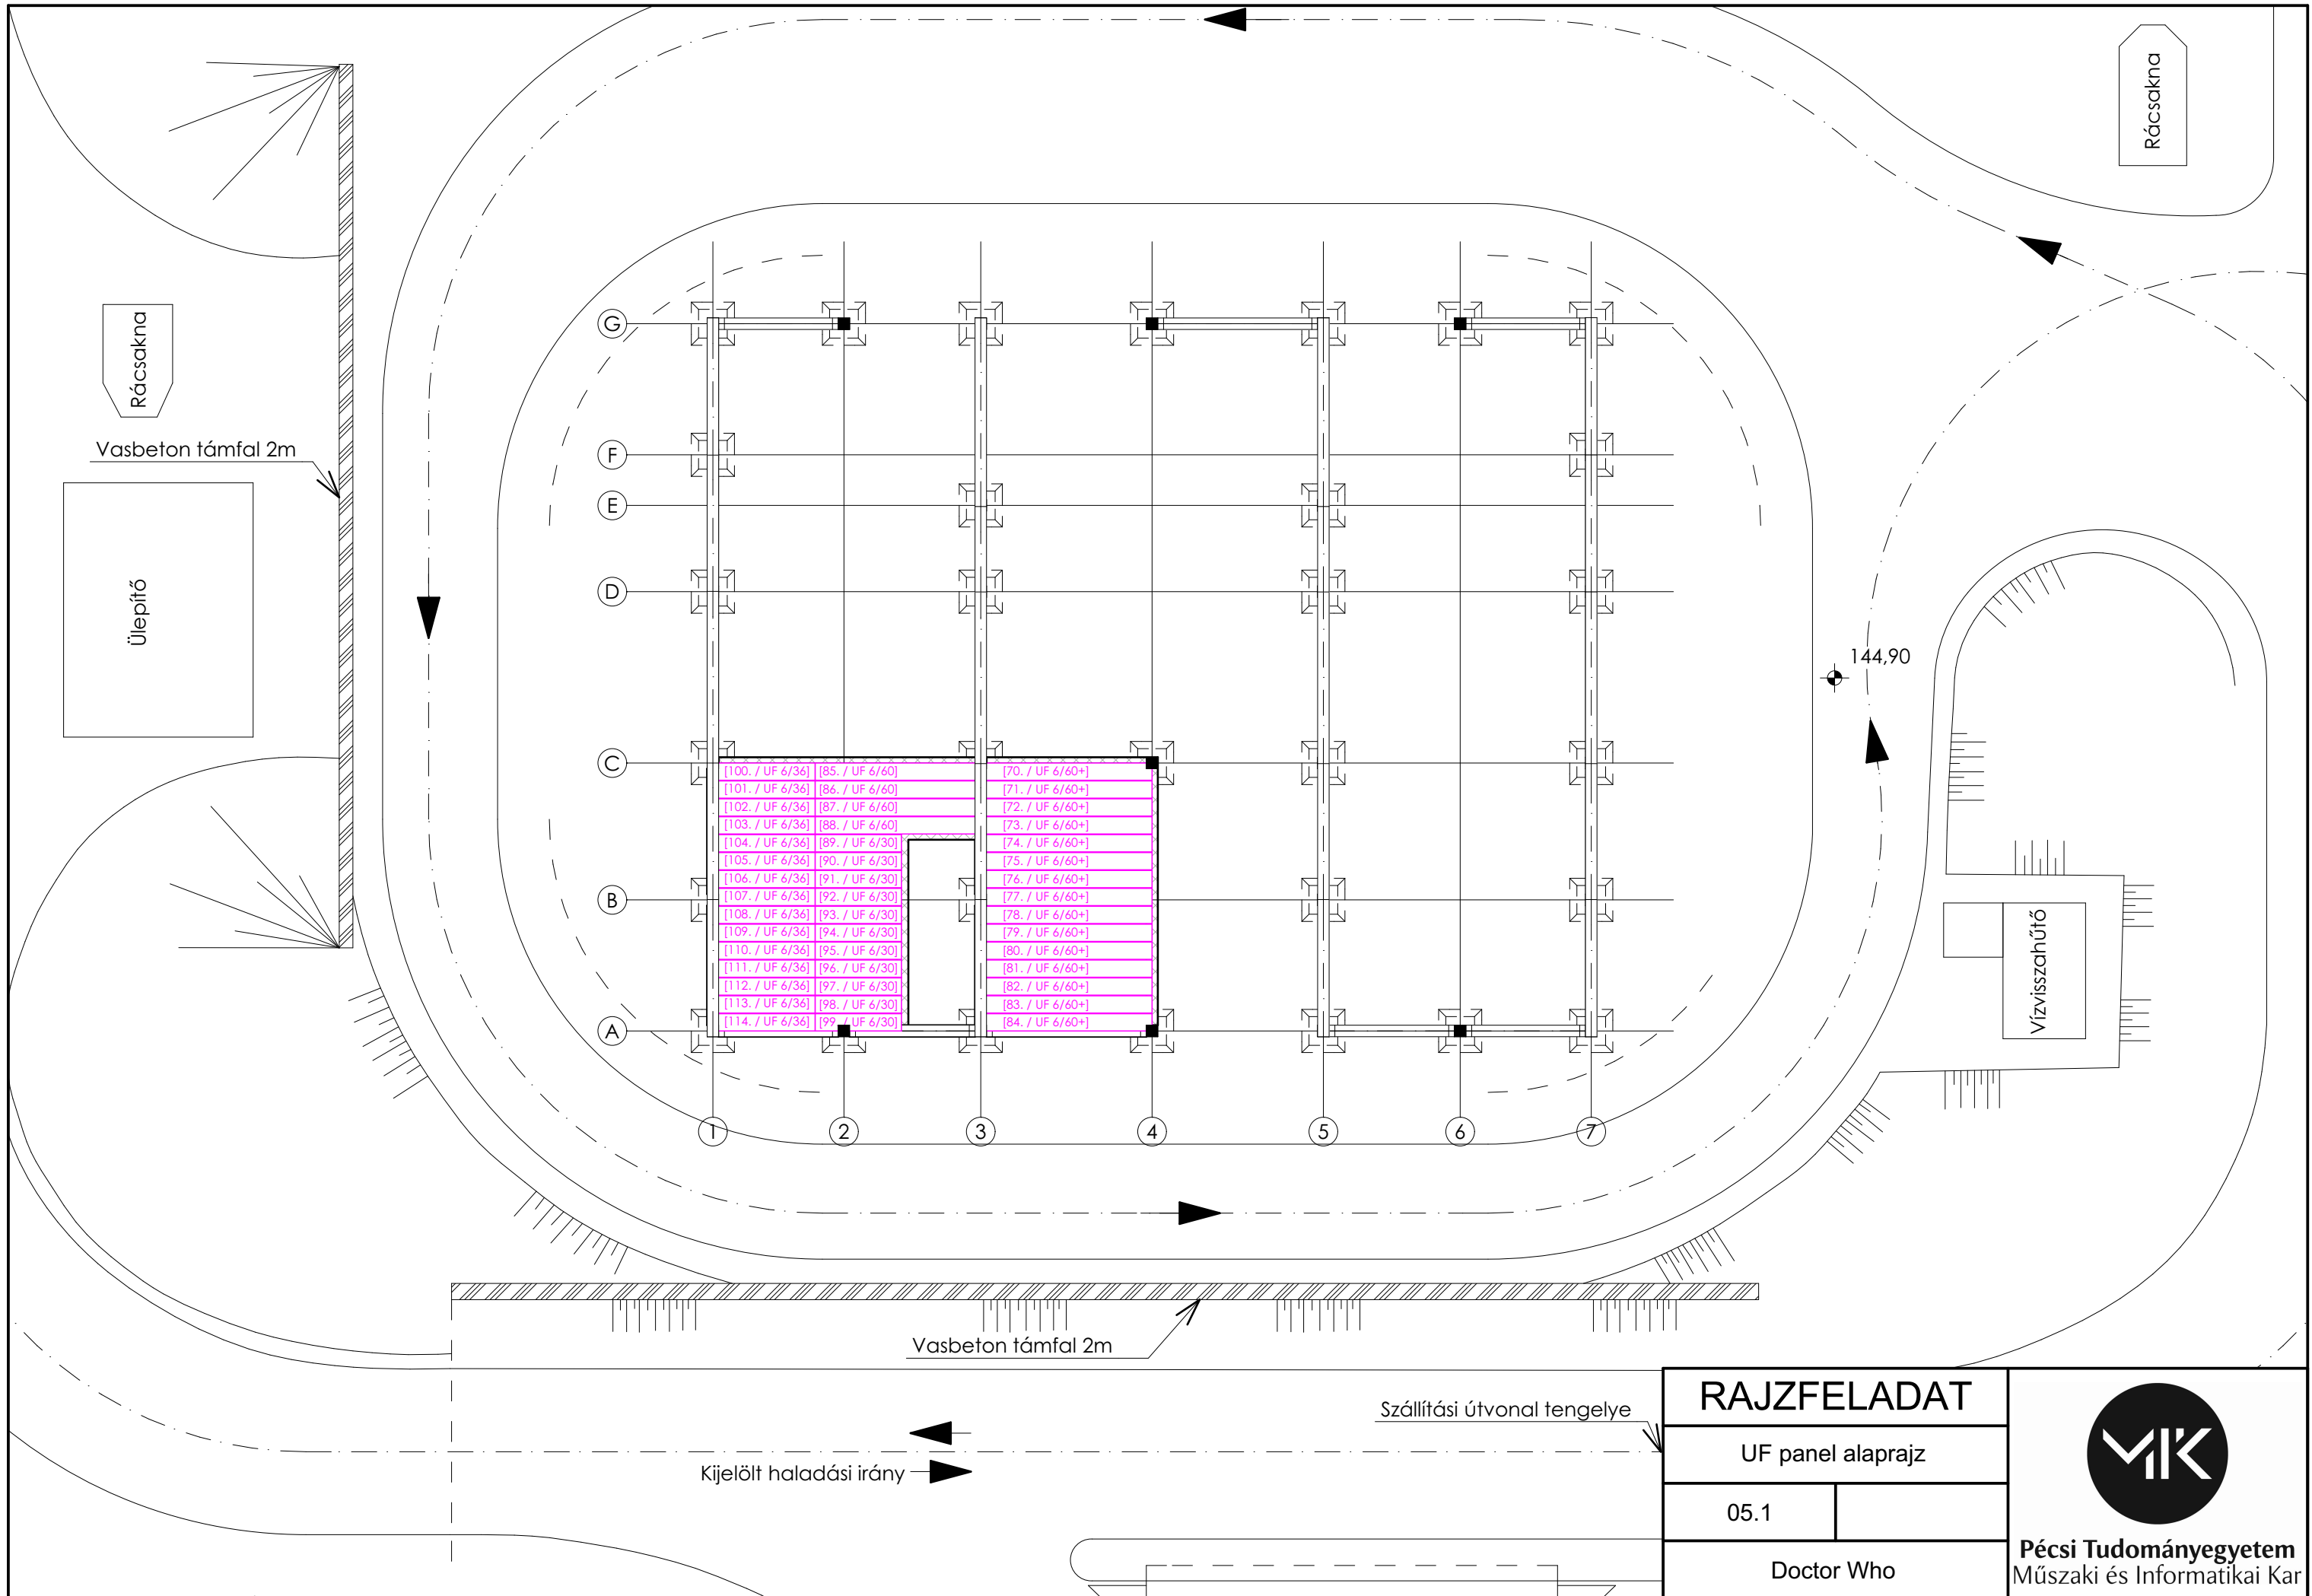 Rácsakna
Rácsakna
Vasbeton támfal 2m
Ülepítő
G
F
E
D
C
B
A
144,90
[100. / UF 6/36] [85. / UF 6/60] [70. / UF 6/60+]
[101. / UF 6/36] [86. / UF 6/60] [71. / UF 6/60+]
[102. / UF 6/36] [87. / UF 6/60] [72. / UF 6/60+]
[103. / UF 6/36] [88. / UF 6/60] [73. / UF 6/60+]
[104. / UF 6/36] [89. / UF 6/30] [74. / UF 6/60+]
[105. / UF 6/36] [90. / UF 6/30] [75. / UF 6/60+]
[106. / UF 6/36] [91. / UF 6/30] [76. / UF 6/60+]
[107. / UF 6/36] [92. / UF 6/30] [77. / UF 6/60+]
[108. / UF 6/36] [93. / UF 6/30] [78. / UF 6/60+]
[109. / UF 6/36] [94. / UF 6/30] [79. / UF 6/60+]
[110. / UF 6/36] [95. / UF 6/30] [80. / UF 6/60+]
[111. / UF 6/36] [96. / UF 6/30] [81. / UF 6/60+]
[112. / UF 6/36] [97. / UF 6/30] [82. / UF 6/60+]
[113. / UF 6/36] [98. / UF 6/30] [83. / UF 6/60+]
[114. / UF 6/36] [99. / UF 6/30] [84. / UF 6/60+]
Vízvisszahűtő
1 2 3 4 5 6 7
Vasbeton támfal 2m
Szállítási útvonal tengelye
Kijelölt haladási irány
RAJZFELADAT
UF panel alaprajz
05.1
Doctor Who
MIK
Pécsi Tudományegyetem
Műszaki és Informatikai Kar